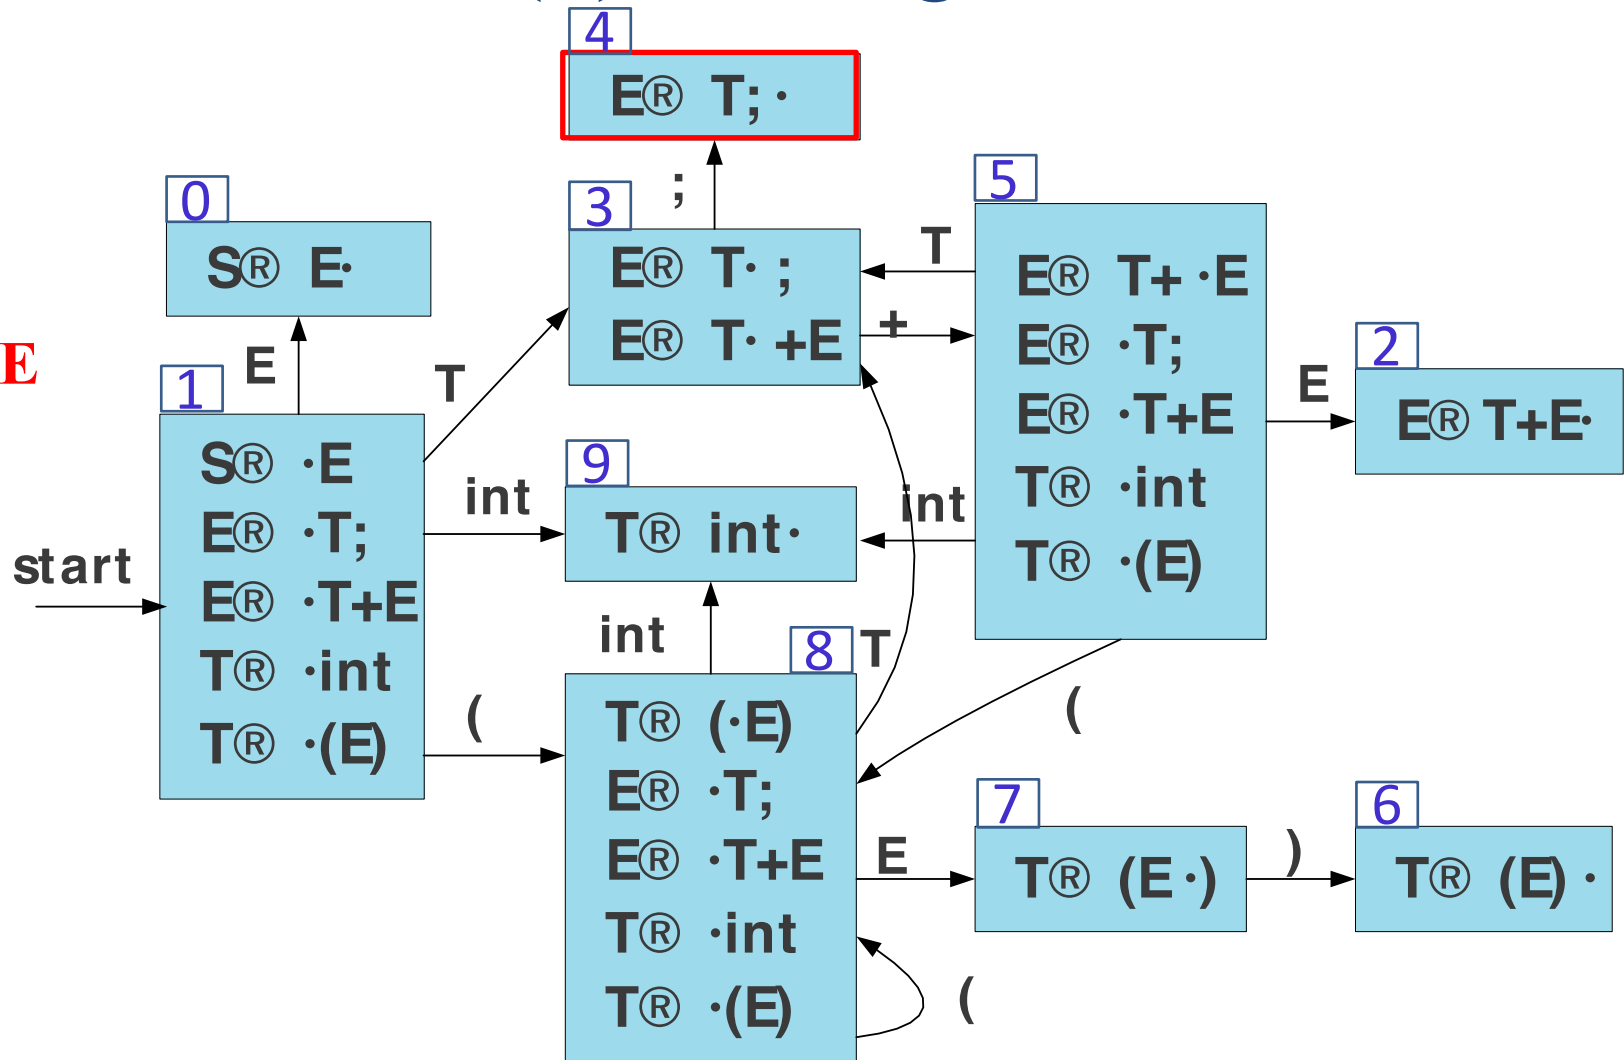 4
E® T; ·
;
0
S® E·
3
E® T· ;
E® T· +E
5
E® T+ ·E
E® ·T;
E® ·T+E
T® ·int
T® ·(E)
T
+
E
E
2
E® T+E·
E
1
S® ·E
E® ·T;
E® ·T+E
T® ·int
T® ·(E)
T
start
int
9
T® int·
int
int
(
8
T
T® (·E)
E® ·T;
E® ·T+E
T® ·int
T® ·(E)
(
E
7
T® (E·)
)
6
T® (E) ·
(